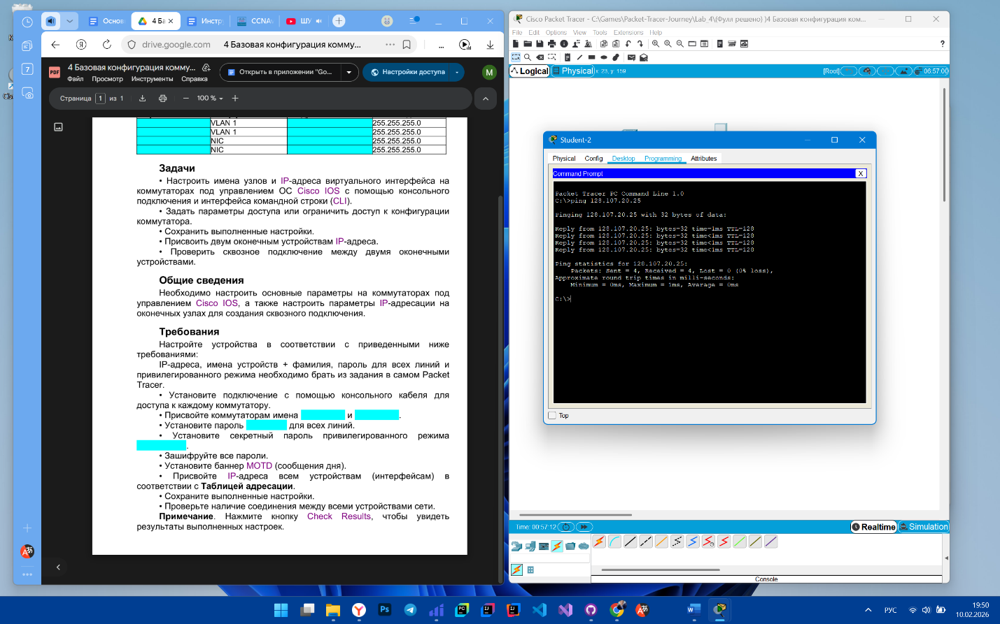 Основ
4 Ба
Инстр
CCNA
ШУ
drive.google.com
4 Базовая конфигурация комму...
PDF
4 Базовая конфигурация комму...
Файл Просмотр Инструменты Справка
Открыть в приложении "Go...
Настройки доступа
M
Страница 1 из 1
100 %
7
VLAN 1 255.255.255.0
VLAN 1 255.255.255.0
NIC 255.255.255.0
NIC 255.255.255.0
Задачи
• Настроить имена узлов и IP-адреса виртуального интерфейса на
коммутаторах под управлением ОС Cisco IOS с помощью консольного
подключения и интерфейса командной строки (CLI).
• Задать параметры доступа или ограничить доступ к конфигурации
коммутатора.
• Сохранить выполненные настройки.
• Присвоить двум оконечным устройствам IP-адреса.
• Проверить сквозное подключение между двумя оконечными
устройствами.
Общие сведения
Необходимо настроить основные параметры на коммутаторах под
управлением Cisco IOS, а также настроить параметры IP-адресации на
оконечных узлах для создания сквозного подключения.
Требования
Настройте устройства в соответствии с приведенными ниже
требованиями:
IP-адреса, имена устройств + фамилия, пароль для всех линий и
привилегированного режима необходимо брать из задания в самом Packet
Tracer.
• Установите подключение с помощью консольного кабеля для
доступа к каждому коммутатору.
• Присвойте коммутаторам имена и .
• Установите пароль для всех линий.
• Установите секретный пароль привилегированного режима
.
• Зашифруйте все пароли.
• Установите баннер MOTD (сообщения дня).
• Присвойте IP-адреса всем устройствам (интерфейсам) в
соответствии с Таблицей адресации.
• Сохраните выполненные настройки.
• Проверьте наличие соединения между всеми устройствами сети.
Примечание. Нажмите кнопку Check Results, чтобы увидеть
результаты выполненных настроек.
Cisco Packet Tracer - C:\Games\Packet-Tracer-Journey\Lab_4\(Фулл решено) )4 Базовая конфигурация ком...
File Edit Options View Tools Extensions Help
Logical Physical x: 23, y: 159
[Root] 06:57:00
Student-2
Physical Config Desktop Programming Attributes
Command Prompt X
Packet Tracer PC Command Line 1.0
C:\>ping 128.107.20.25
Pinging 128.107.20.25 with 32 bytes of data:
Reply from 128.107.20.25: bytes=32 time=1ms TTL=128
Reply from 128.107.20.25: bytes=32 time<1ms TTL=128
Reply from 128.107.20.25: bytes=32 time<1ms TTL=128
Reply from 128.107.20.25: bytes=32 time<1ms TTL=128
Ping statistics for 128.107.20.25:
Packets: Sent = 4, Received = 4, Lost = 0 (0% loss),
Approximate round trip times in milli-seconds:
Minimum = 0ms, Maximum = 1ms, Average = 0ms
C:\>
Top
Time: 00:57:12
Realtime Simulation
Console
РУС
19:50
10.02.2026